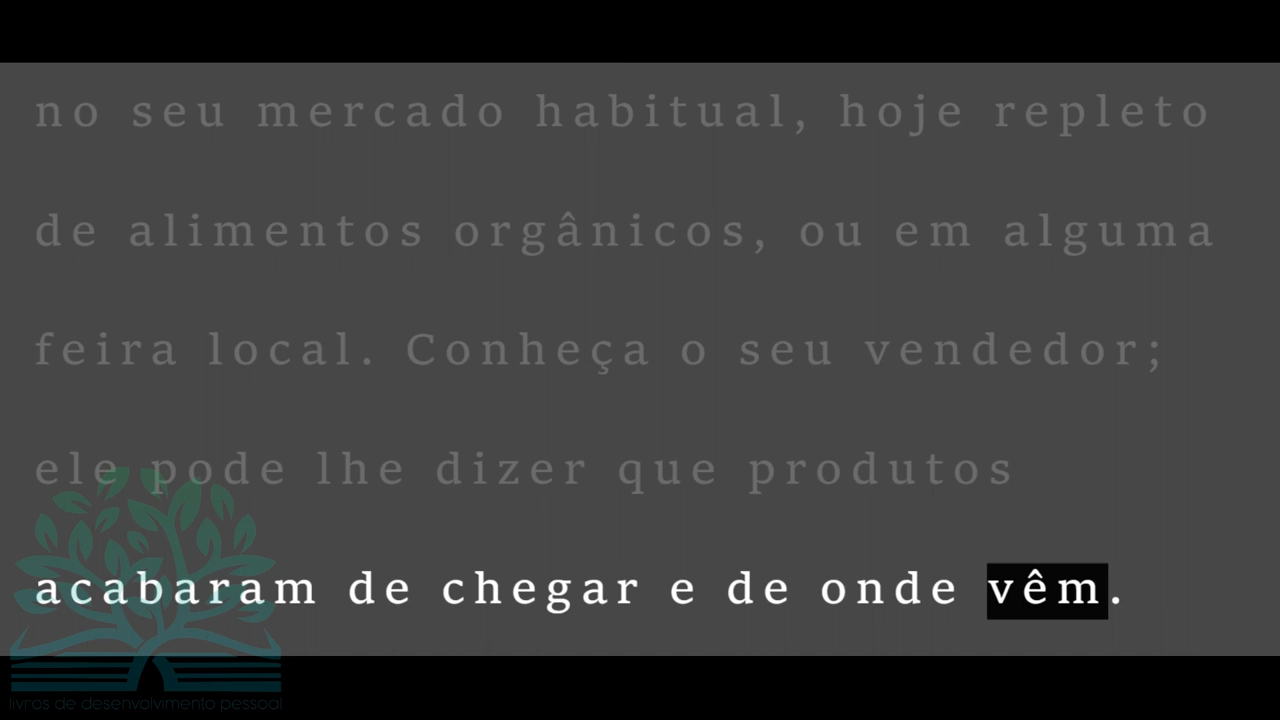 no seu mercado habitual, hoje repleto
de alimentos orgânicos, ou em alguma
feira local. Conheça o seu vendedor;
ele pode lhe dizer que produtos
acabaram de chegar e de onde vêm.
livros de desenvolvimento pessoal